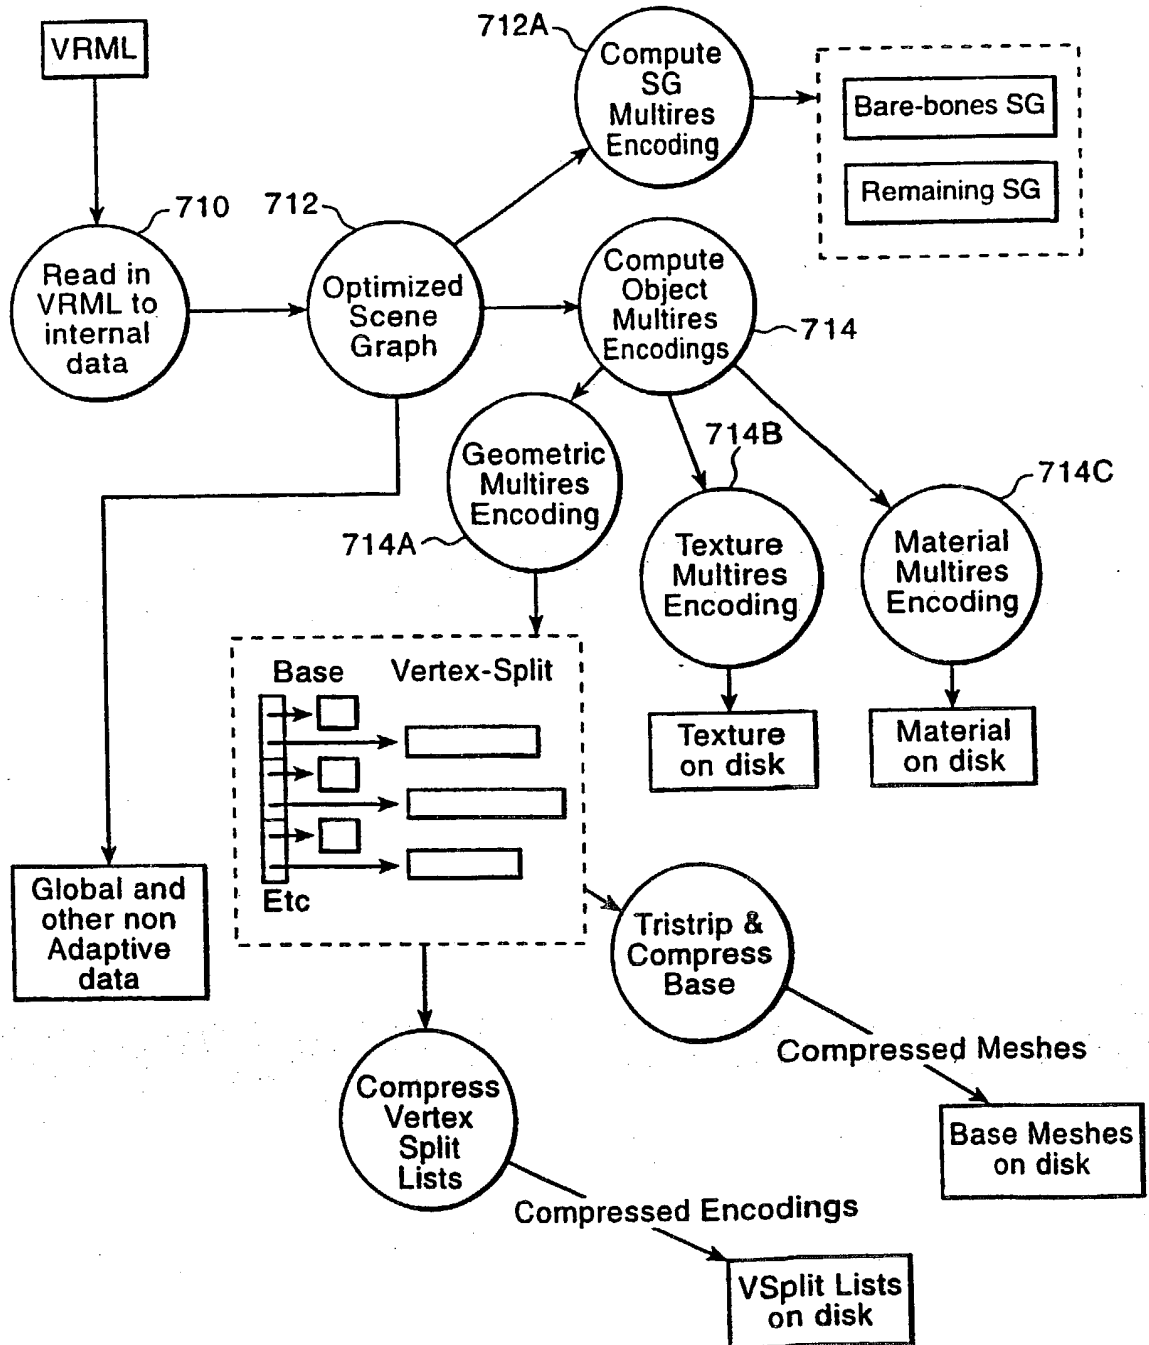 VRML
712A
Compute
SG
Multires
Encoding
Bare-bones SG
Remaining SG
710
712
Read in
VRML to
internal
data
Optimized
Scene
Graph
Compute
Object
Multires
Encodings
714
Geometric
Multires
Encoding
714A
714B
Texture
Multires
Encoding
714C
Material
Multires
Encoding
Texture
on disk
Material
on disk
Base
Vertex-Split
Etc
Global and
other non
Adaptive
data
Tristrip &
Compress
Base
Compressed Meshes
Base Meshes
on disk
Compress
Vertex
Split
Lists
Compressed Encodings
VSplit Lists
on disk